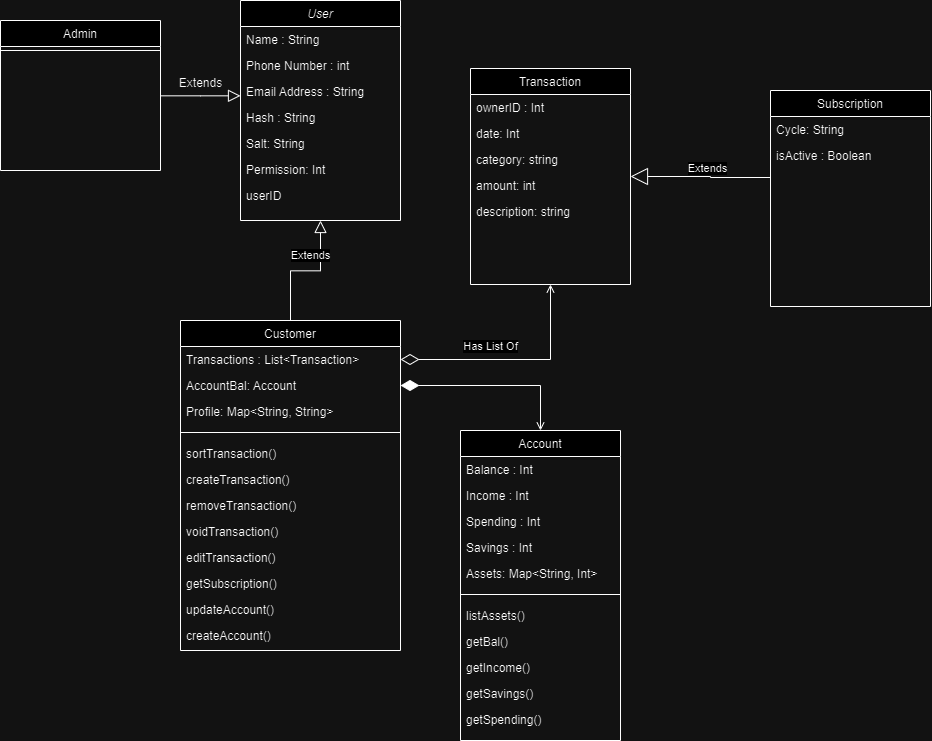 User
Name : String
Phone Number : int
Email Address : String
Hash : String
Salt: String
Permission: Int
userID
Admin
Extends
Transaction
ownerID : Int
date: Int
category: string
amount: int
description: string
Subscription
Cycle: String
isActive : Boolean
Extends
Extends
Customer
Transactions : List<Transaction>
AccountBal: Account
Profile: Map<String, String>
sortTransaction()
createTransaction()
removeTransaction()
voidTransaction()
editTransaction()
getSubscription()
updateAccount()
createAccount()
Has List Of
Account
Balance : Int
Income : Int
Spending : Int
Savings : Int
Assets: Map<String, Int>
listAssets()
getBal()
getIncome()
getSavings()
getSpending()